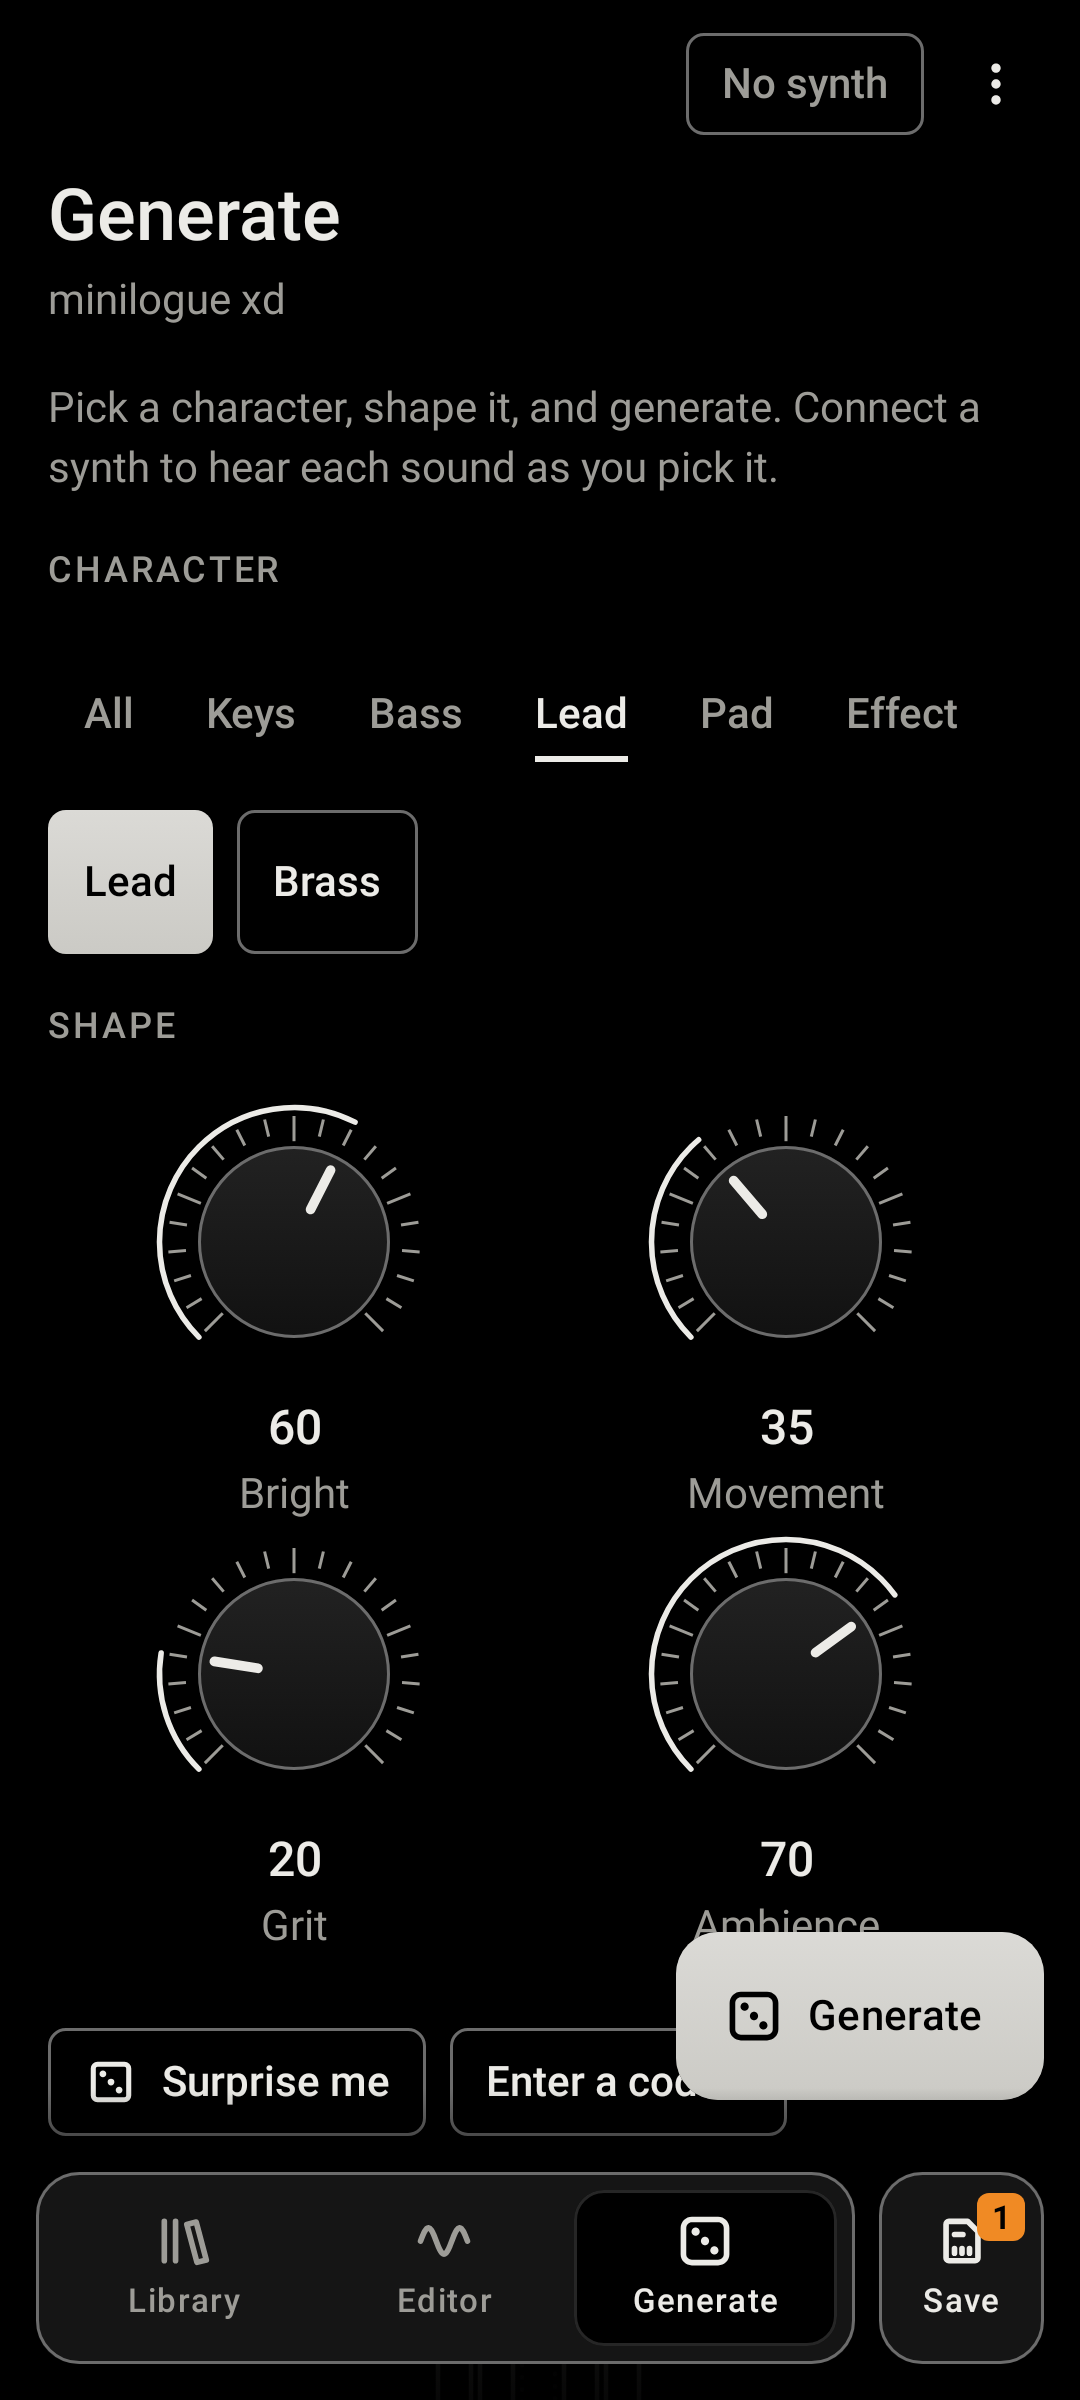 No synth
Generate
minilogue xd
Pick a character, shape it, and generate. Connect a
synth to hear each sound as you pick it.
CHARACTER
All Keys Bass Lead Pad Effect
Lead Brass
SHAPE
60 35
Bright Movement
20 70
Grit Ambience
Generate
Surprise me Enter a
1
Library Editor Generate Save